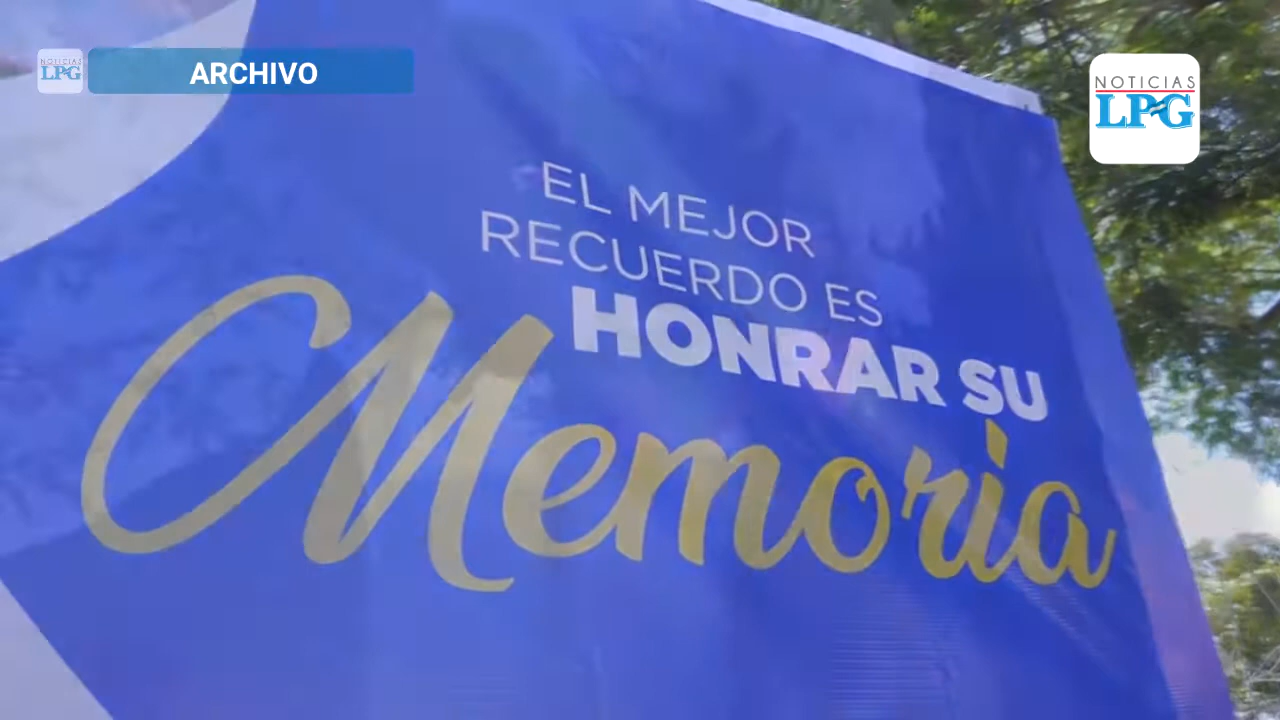 NOTICIAS
LPG
ARCHIVO
NOTICIAS
LPG
EL MEJOR
RECUERDO ES
HONRAR SU
Memoria